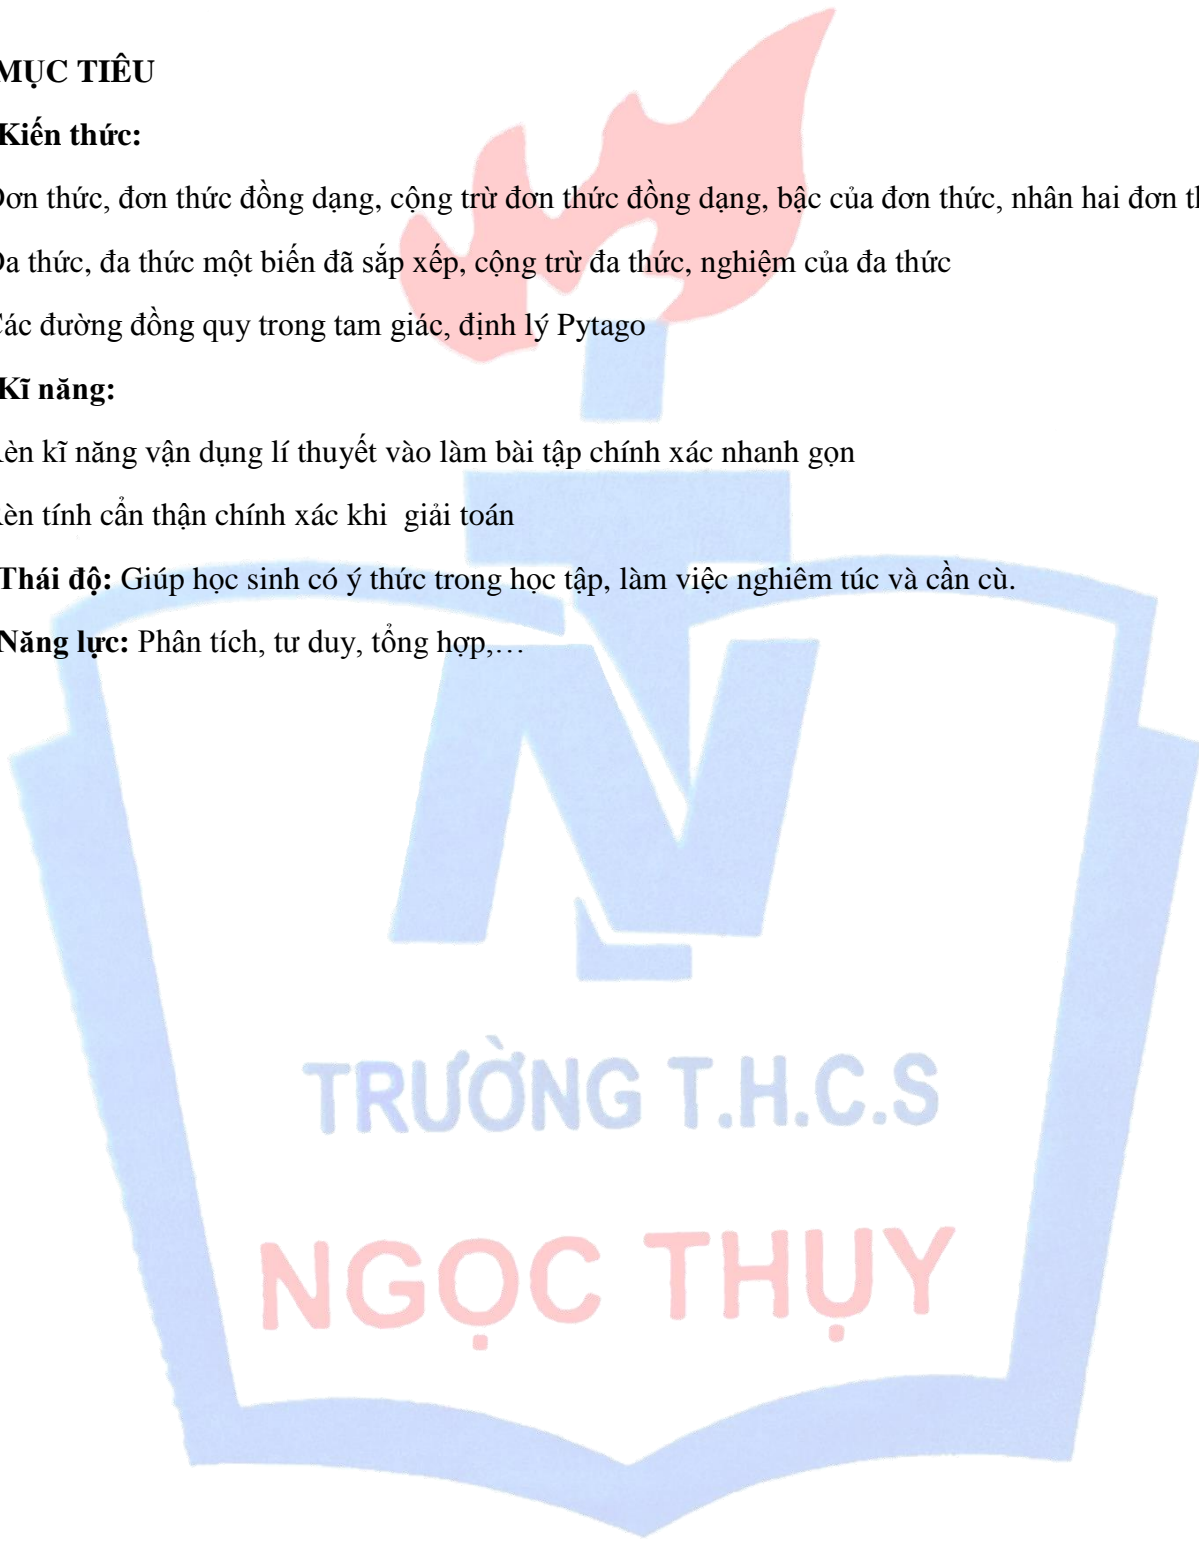 MỤC TIÊU
Kiến thức:
Đơn thức, đơn thức đồng dạng, cộng trừ đơn thức đồng dạng, bậc của đơn thức, nhân hai đơn
Đa thức, đa thức một biến đã sắp xếp, cộng trừ đa thức, nghiệm của đa thức
Các đường đồng quy trong tam giác, định lý Pytago
Kĩ năng:
Rèn kĩ năng vận dụng lí thuyết vào làm bài tập chính xác nhanh gọn
Rèn tính cẩn thận chính xác khi giải toán
Thái độ: Giúp học sinh có ý thức trong học tập, làm việc nghiêm túc và cần cù.
Năng lực: Phân tích, tư duy, tổng hợp,…
TRƯỜNG T.H.C.S
NGỌC THỤY